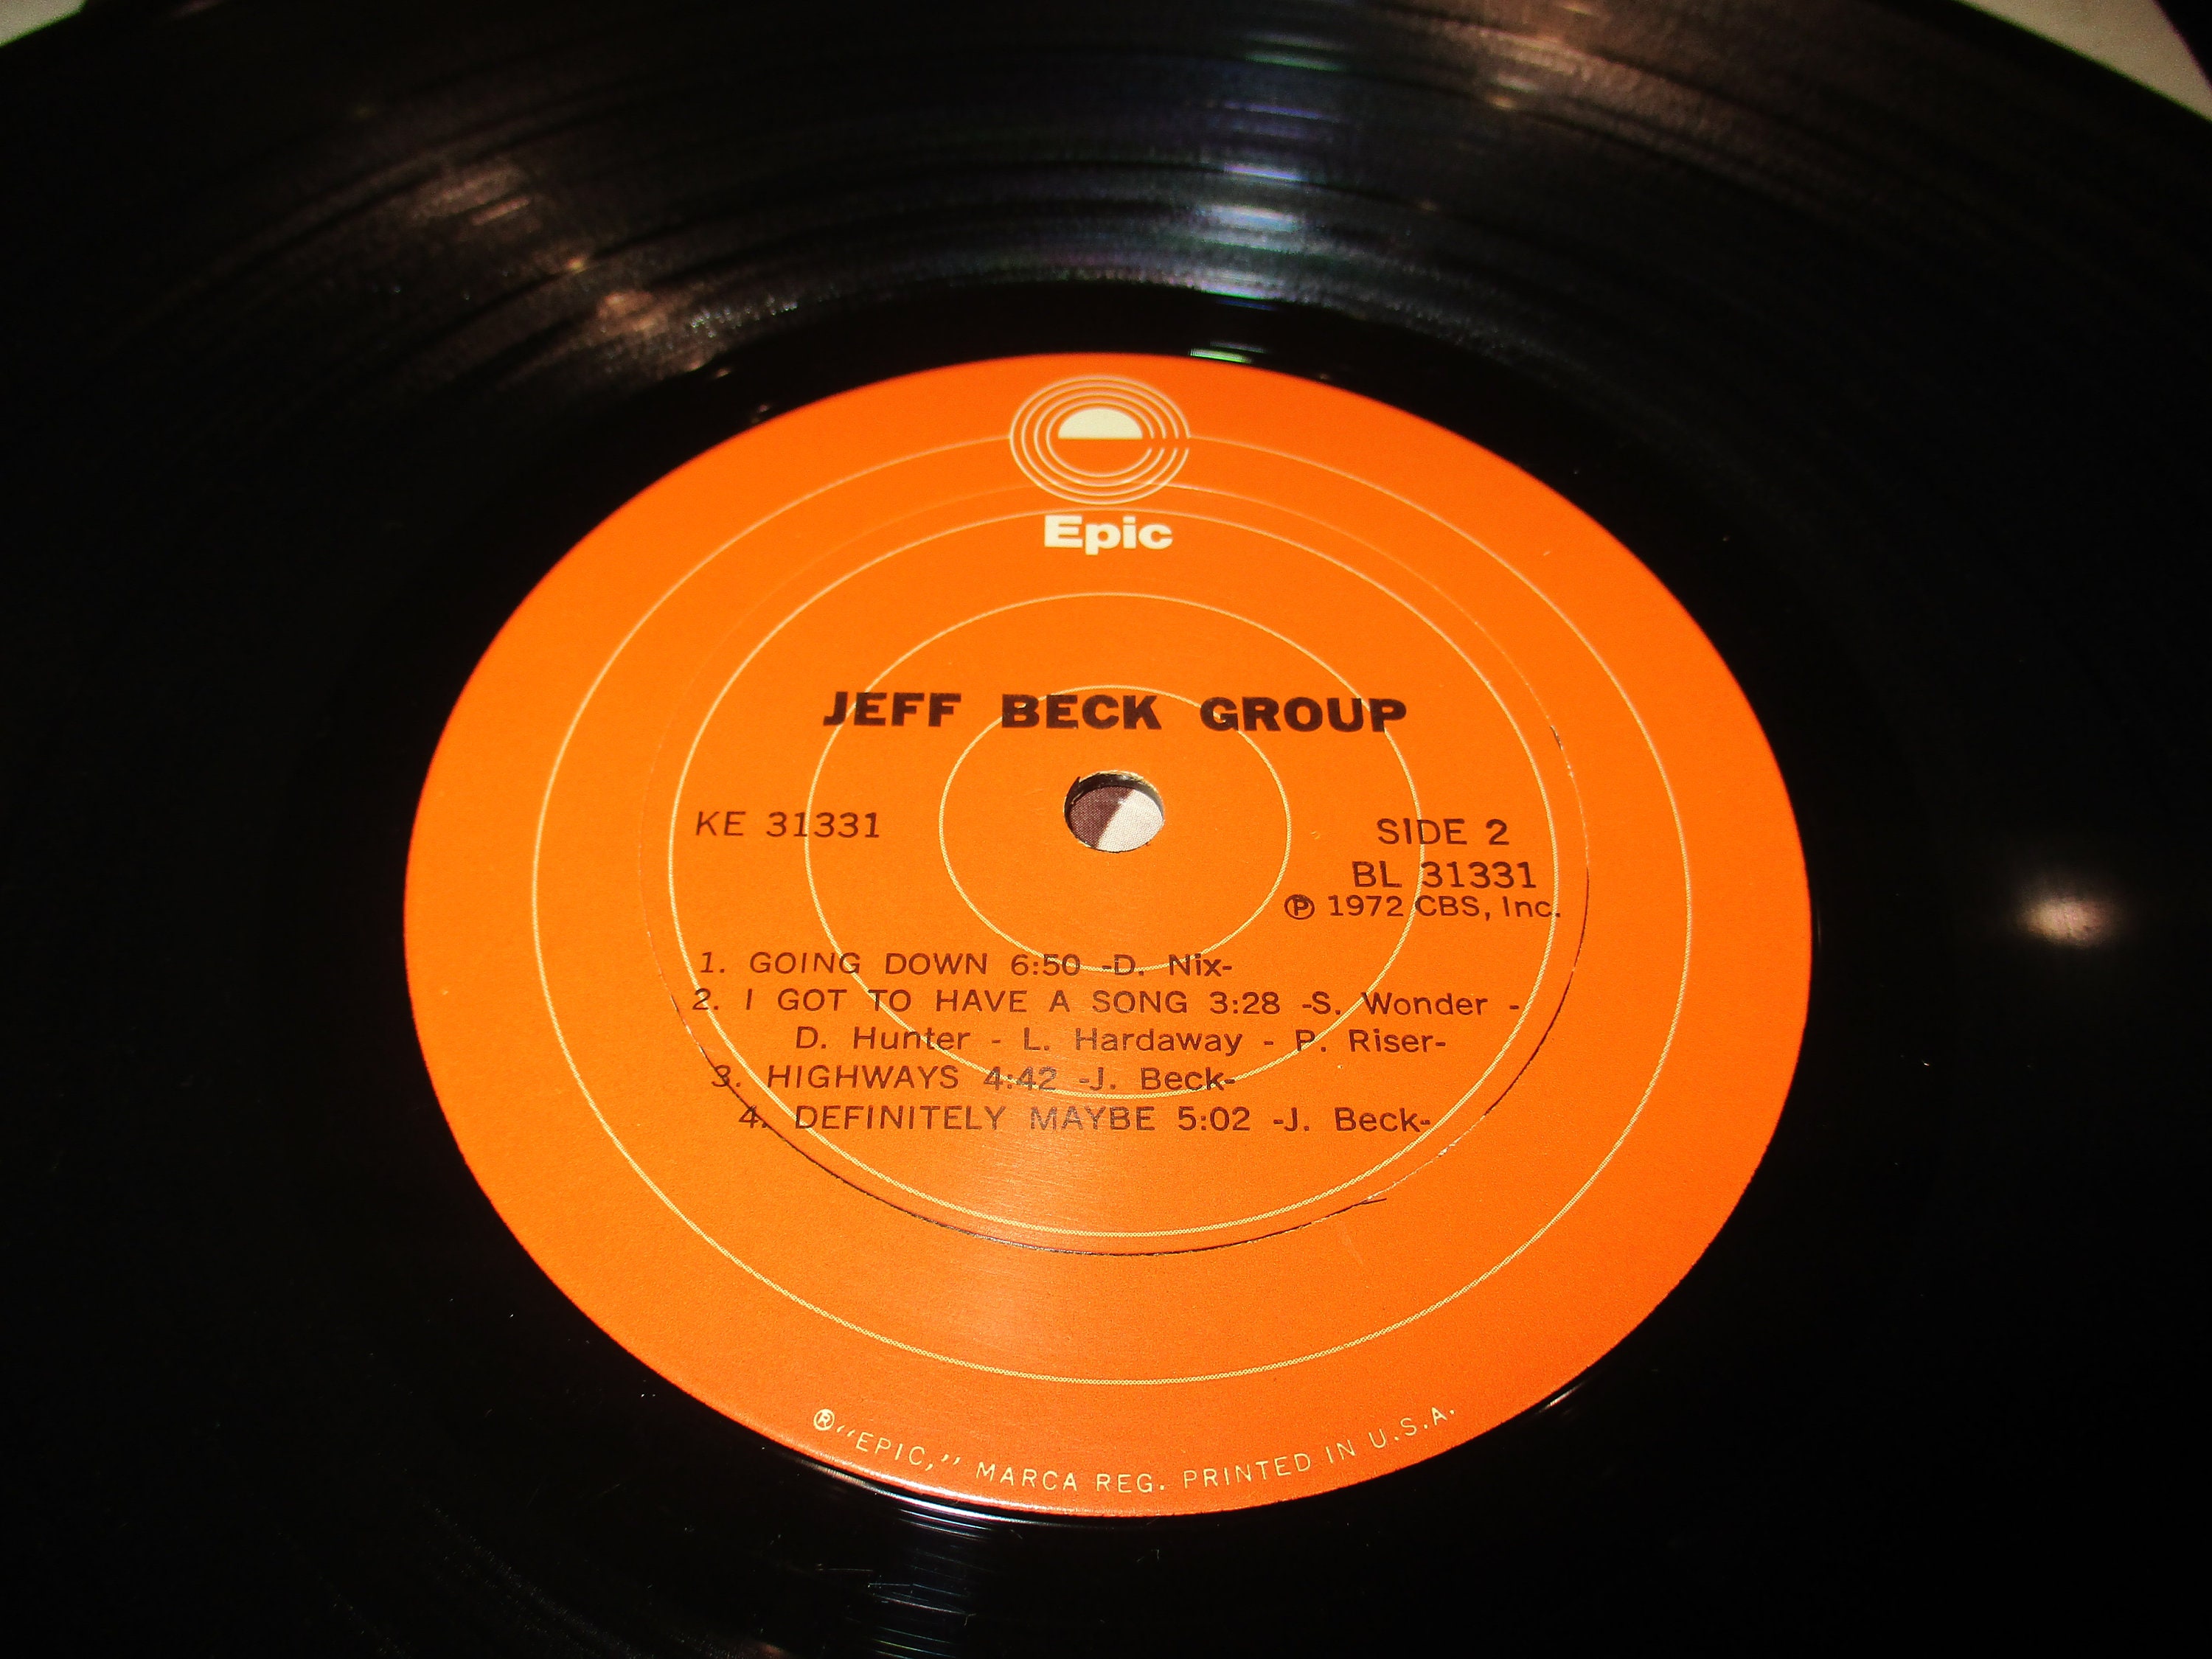 Epic
JEFF BECK GROUP
KE 31331
SIDE 2
BL 31331
℗ 1972 CBS, Inc.
1. GOING DOWN 6:50 -D. Nix-
2. I GOT TO HAVE A SONG 3:28 -S. Wonder -
D. Hunter - L. Hardaway - P. Riser-
3. HIGHWAYS 4:42 -J. Beck-
4. DEFINITELY MAYBE 5:02 -J. Beck-
®“EPIC,” MARCA REG. PRINTED IN U.S.A.